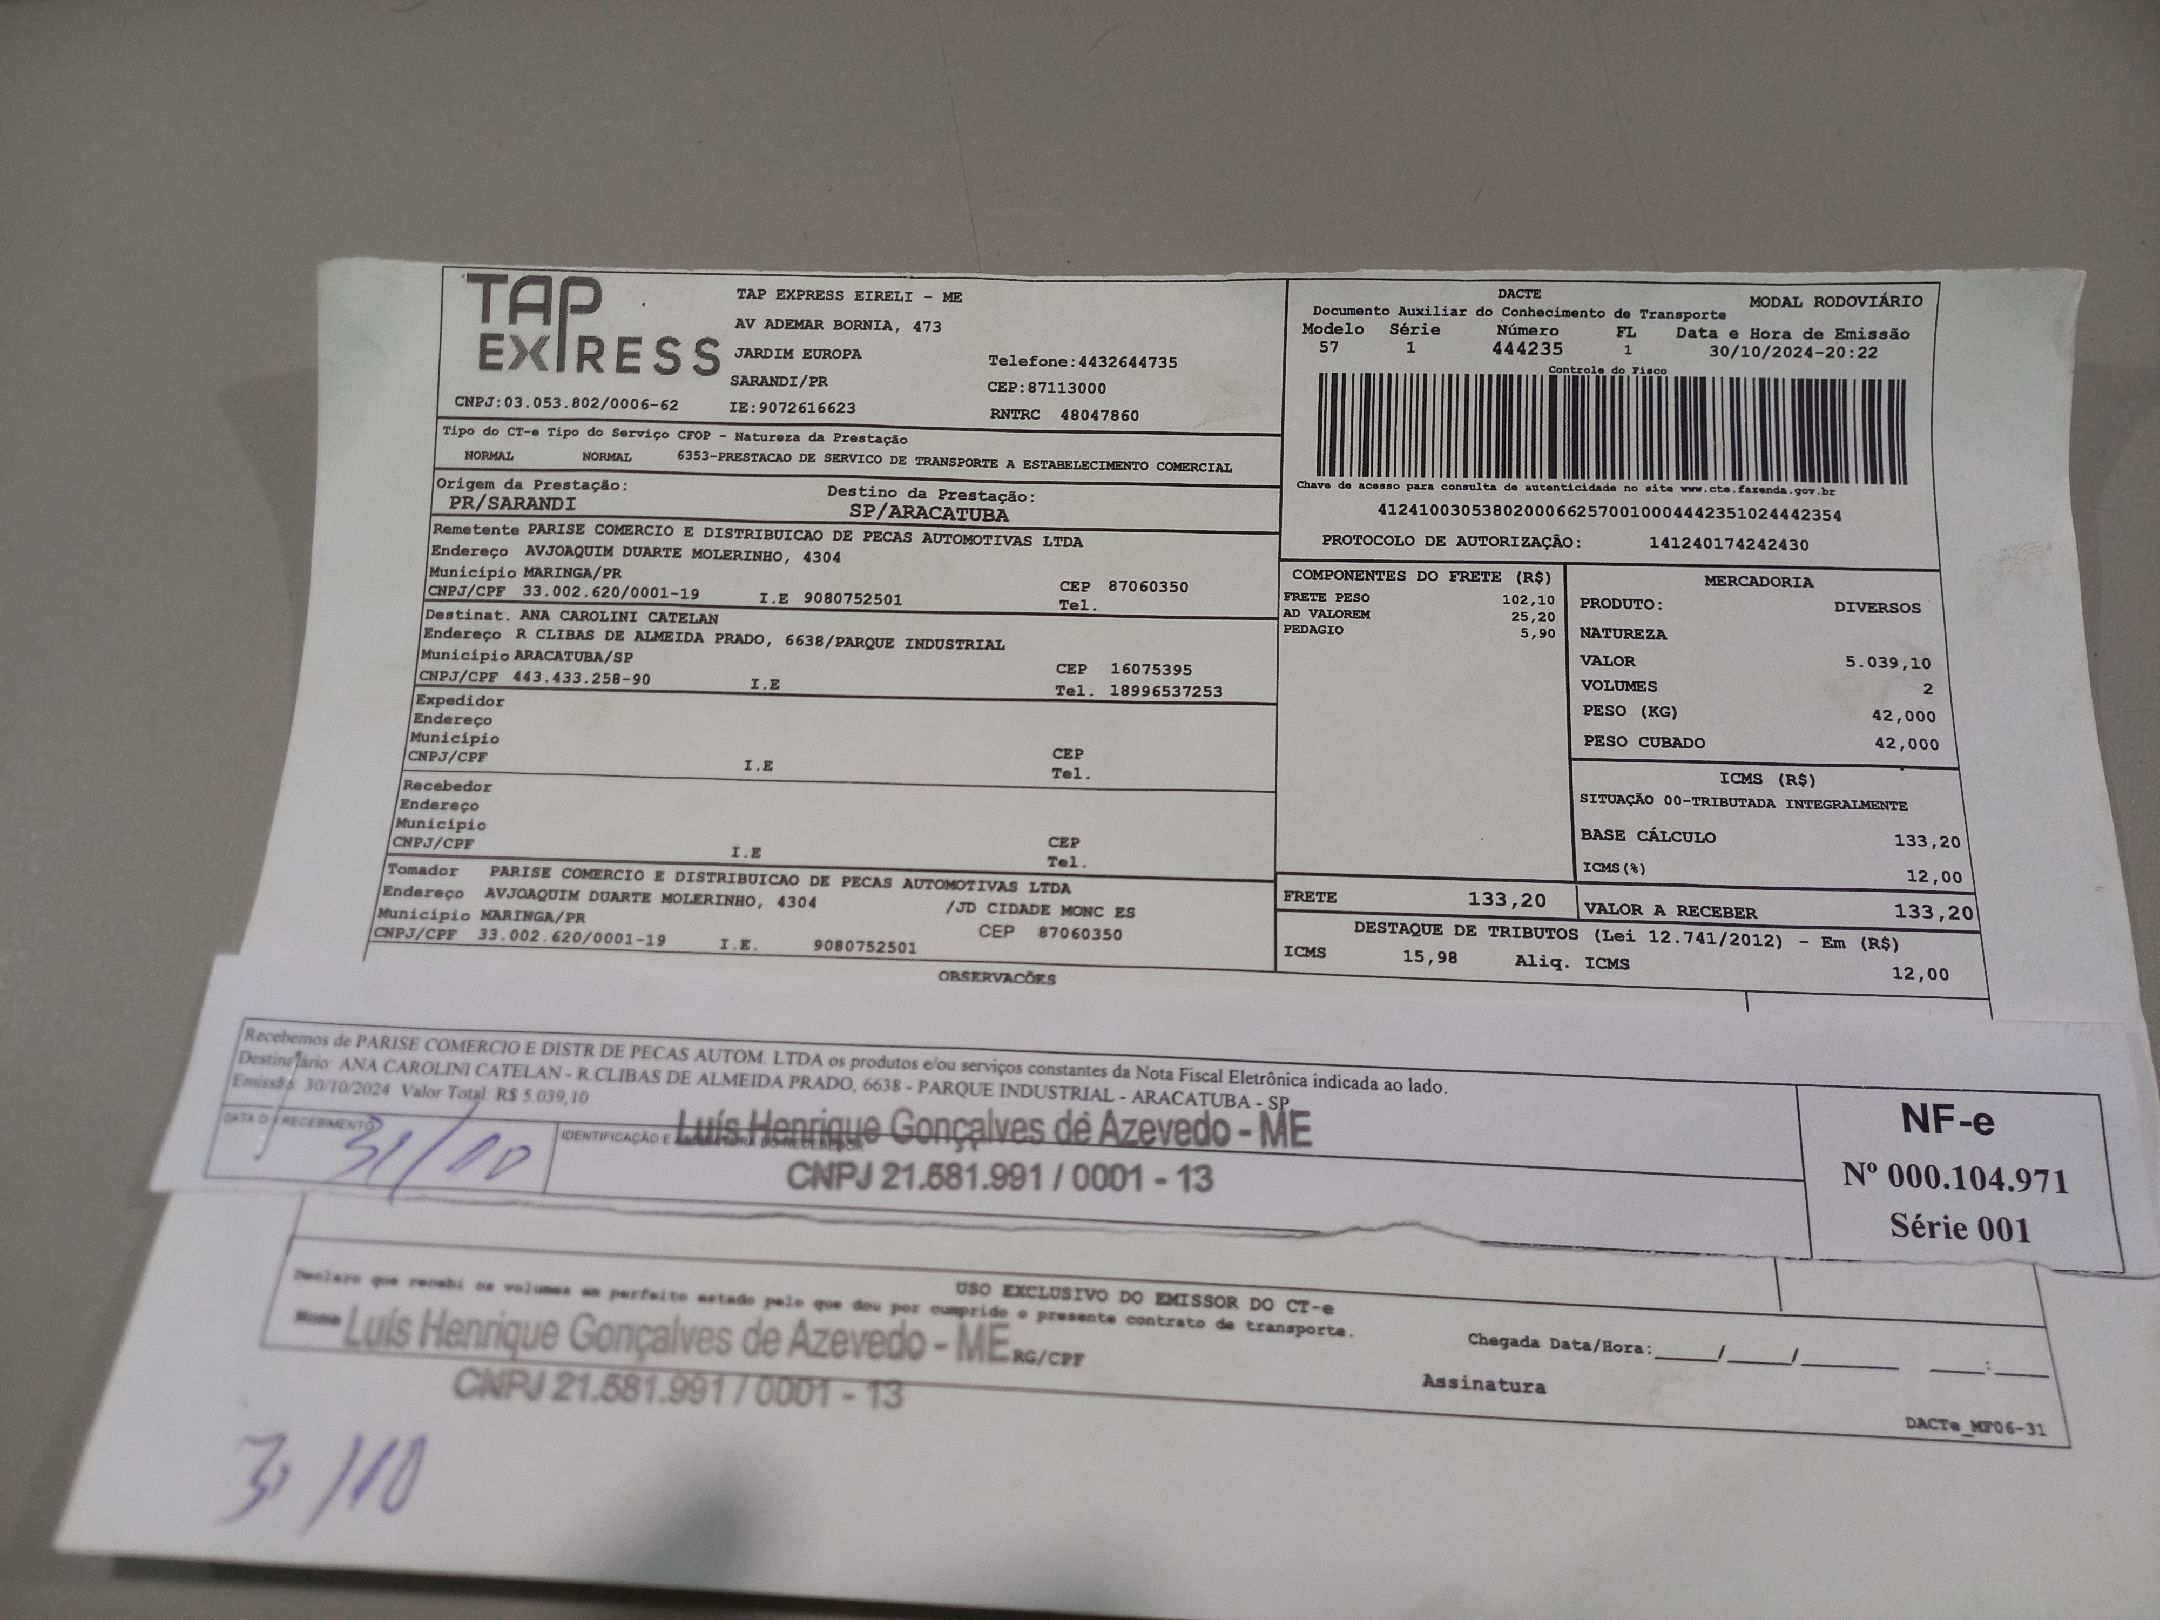 TAP EXPRESS
TAP EXPRESS EIRELI - ME
AV ADEMAR BORNIA, 473
JARDIM EUROPA
Telefone:4432644735
SARANDI/PR
CEP:87113000
CNPJ:03.053.802/0006-62 IE:9072616623
RNTRC 48047860
DACTE
MODAL RODOVIÁRIO
Documento Auxiliar do Conhecimento de Transporte
Modelo Série Número FL Data e Hora de Emissão
57 1 444235 1 30/10/2024-20:22
Controle do Fisco
Chave de acesso para consulta de autenticidade no site www.cte.fazenda.gov.br
41241003053802000662570010004442351024442354
PROTOCOLO DE AUTORIZAÇÃO: 141240174242430
Tipo do CT-e Tipo do Serviço CFOP - Natureza da Prestação
NORMAL NORMAL 6353-PRESTACAO DE SERVICO DE TRANSPORTE A ESTABELECIMENTO COMERCIAL
Origem da Prestação: Destino da Prestação:
PR/SARANDI SP/ARACATUBA
Remetente PARISE COMERCIO E DISTRIBUICAO DE PECAS AUTOMOTIVAS LTDA
Endereço AVJOAQUIM DUARTE MOLERINHO, 4304
Município MARINGA/PR CEP 87060350
CNPJ/CPF 33.002.620/0001-19 I.E 9080752501 Tel.
Destinat. ANA CAROLINI CATELAN
Endereço R CLIBAS DE ALMEIDA PRADO, 6638/PARQUE INDUSTRIAL
Município ARACATUBA/SP CEP 16075395
CNPJ/CPF 443.433.258-90 I.E Tel. 18996537253
Expedidor
Endereço
Município CEP
CNPJ/CPF I.E Tel.
Recebedor
Endereço
Município CEP
CNPJ/CPF I.E Tel.
Tomador PARISE COMERCIO E DISTRIBUICAO DE PECAS AUTOMOTIVAS LTDA
Endereço AVJOAQUIM DUARTE MOLERINHO, 4304 /JD CIDADE MONC ES
Município MARINGA/PR CEP 87060350
CNPJ/CPF 33.002.620/0001-19 I.E. 9080752501
COMPONENTES DO FRETE (R$)
FRETE PESO 102,10
AD VALOREM 25,20
PEDAGIO 5,90
MERCADORIA
PRODUTO: DIVERSOS
NATUREZA
VALOR 5.039,10
VOLUMES 2
PESO (KG) 42,000
PESO CUBADO 42,000
ICMS (R$)
SITUAÇÃO 00-TRIBUTADA INTEGRALMENTE
BASE CÁLCULO 133,20
ICMS(%) 12,00
FRETE 133,20 VALOR A RECEBER 133,20
DESTAQUE DE TRIBUTOS (Lei 12.741/2012) - Em (R$)
ICMS 15,98 Aliq. ICMS 12,00
OBSERVACÕES
Recebemos de PARISE COMERCIO E DISTR DE PECAS AUTOM. LTDA os produtos e/ou serviços constantes da Nota Fiscal Eletrônica indicada ao lado.
Destinatário: ANA CAROLINI CATELAN - R CLIBAS DE ALMEIDA PRADO, 6638 - PARQUE INDUSTRIAL - ARACATUBA - SP
Emissão: 30/10/2024 Valor Total: R$ 5.039,10
DATA DO RECEBIMENTO
31/10
IDENTIFICAÇÃO E ASSINATURA DO RECEBEDOR
Luís Henrique Gonçalves de Azevedo - ME
CNPJ 21.581.991 / 0001 - 13
NF-e
Nº 000.104.971
Série 001
USO EXCLUSIVO DO EMISSOR DO CT-e
Declaro que recebi os volumes em perfeito estado pelo que dou por cumprido o presente contrato de transporte.
Nome Luís Henrique Gonçalves de Azevedo - ME RG/CPF
CNPJ 21.581.991 / 0001 - 13
Chegada Data/Hora:_____/_____/_______ ____:____
Assinatura
DACTe_MF06-31
31/10